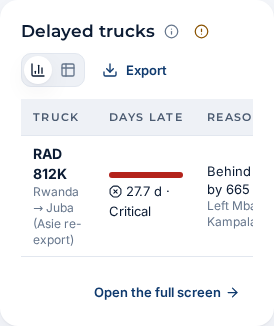 Delayed trucks
Export
TRUCK DAYS LATE REASO
RAD
812K
Rwanda
→ Juba
(Asie re-
export)
27.7 d ·
Critical
Behind
by 665
Left Mba
Kampala
Open the full screen →